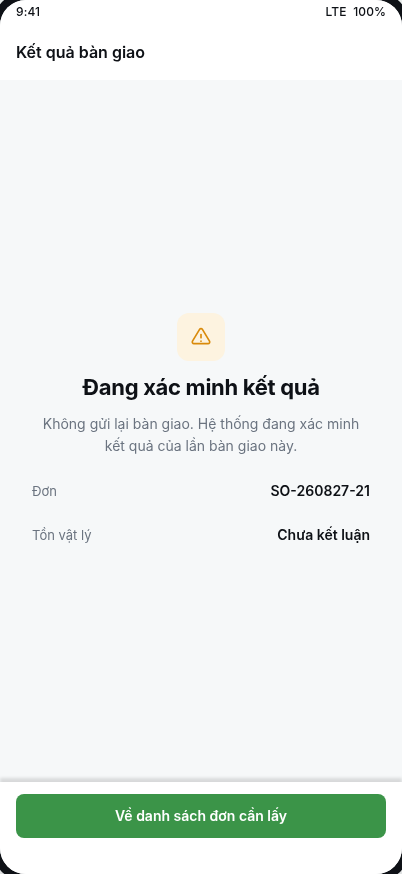 9:41
LTE 100%
Kết quả bàn giao
Đang xác minh kết quả
Không gửi lại bàn giao. Hệ thống đang xác minh
kết quả của lần bàn giao này.
Đơn SO-260827-21
Tồn vật lý Chưa kết luận
Về danh sách đơn cần lấy